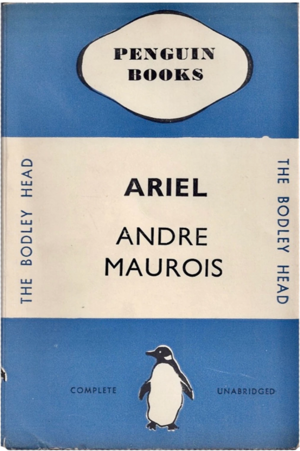 PENGUIN
BOOKS
THE BODLEY HEAD
ARIEL
ANDRE
MAUROIS
THE BODLEY HEAD
COMPLETE
UNABRIDGED